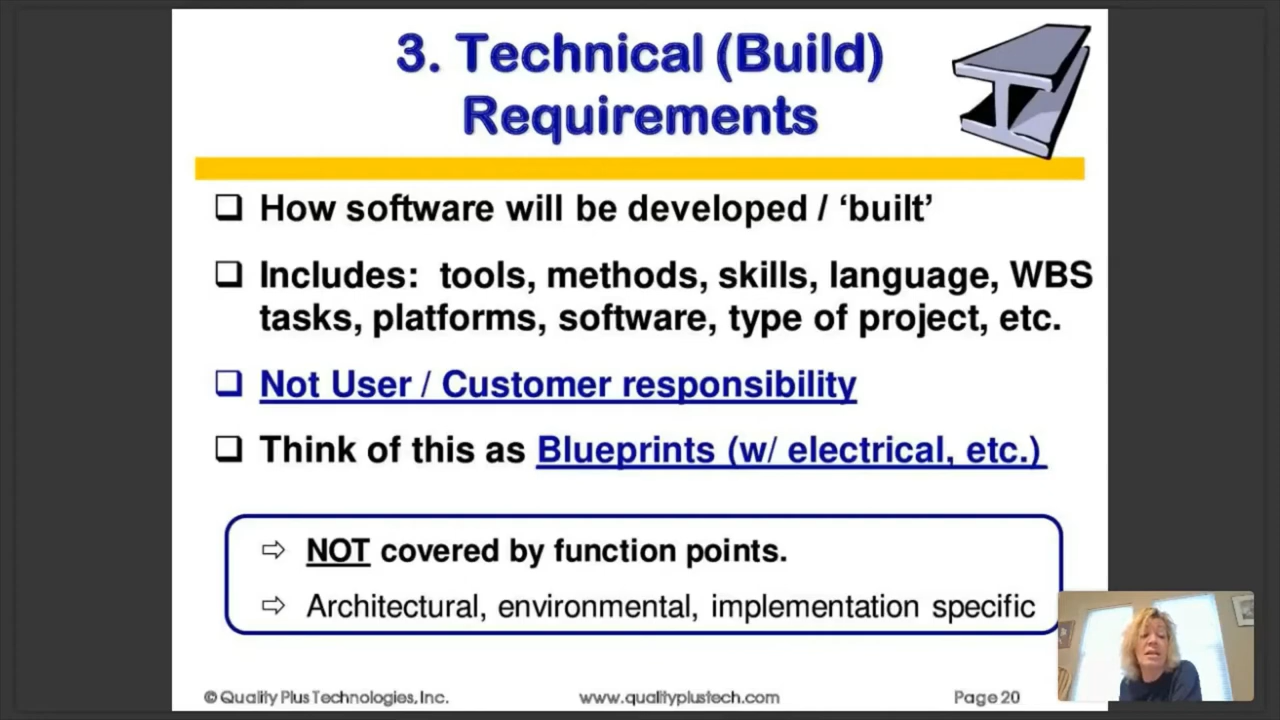 3. Technical (Build)
Requirements
How software will be developed / ‘built’
Includes: tools, methods, skills, language, WBS
tasks, platforms, software, type of project, etc.
Not User / Customer responsibility
Think of this as Blueprints (w/ electrical, etc.)
⇨ NOT covered by function points.
⇨ Architectural, environmental, implementation specific
© Quality Plus Technologies, Inc.
www.qualityplustech.com
Page 20